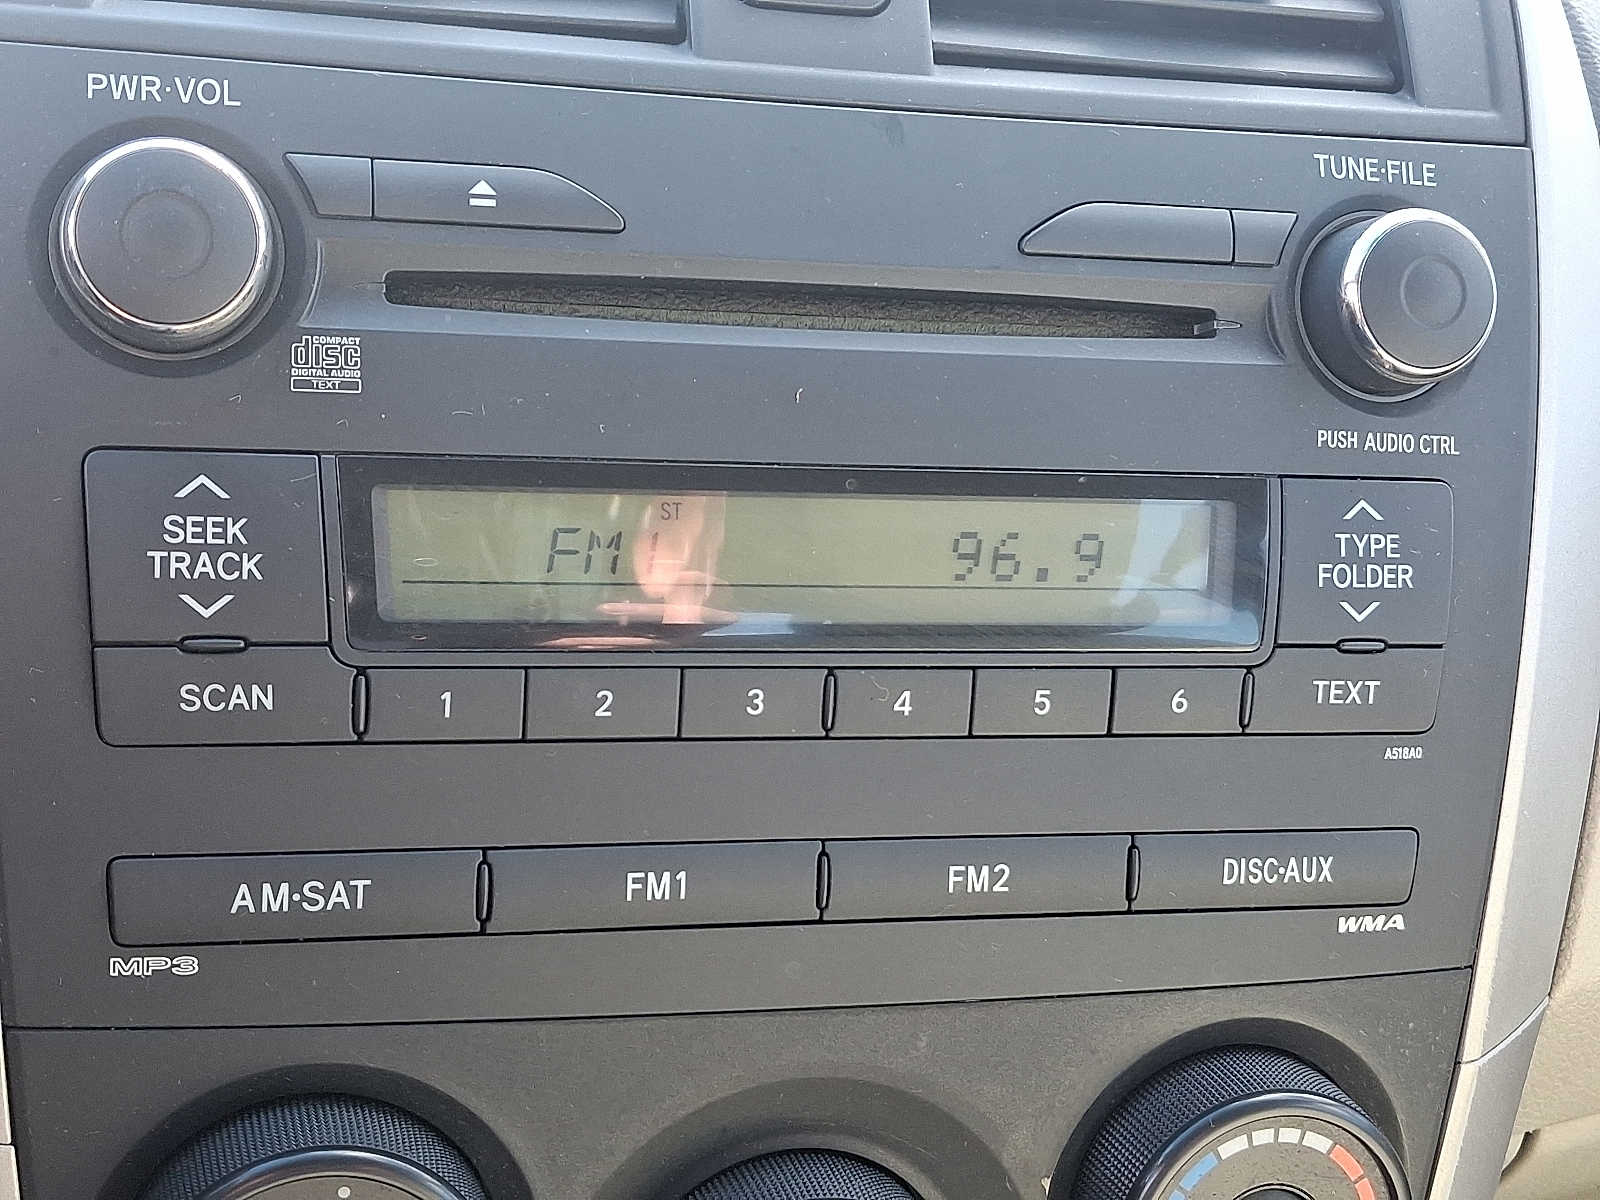 PWR·VOL
TUNE·FILE
COMPACT
disc
DIGITAL AUDIO
TEXT
PUSH AUDIO CTRL
SEEK
TRACK
ST
FM1 96.9
TYPE
FOLDER
SCAN 1 2 3 4 5 6 TEXT
A518A0
AM·SAT FM1 FM2 DISC·AUX
MP3 WMA